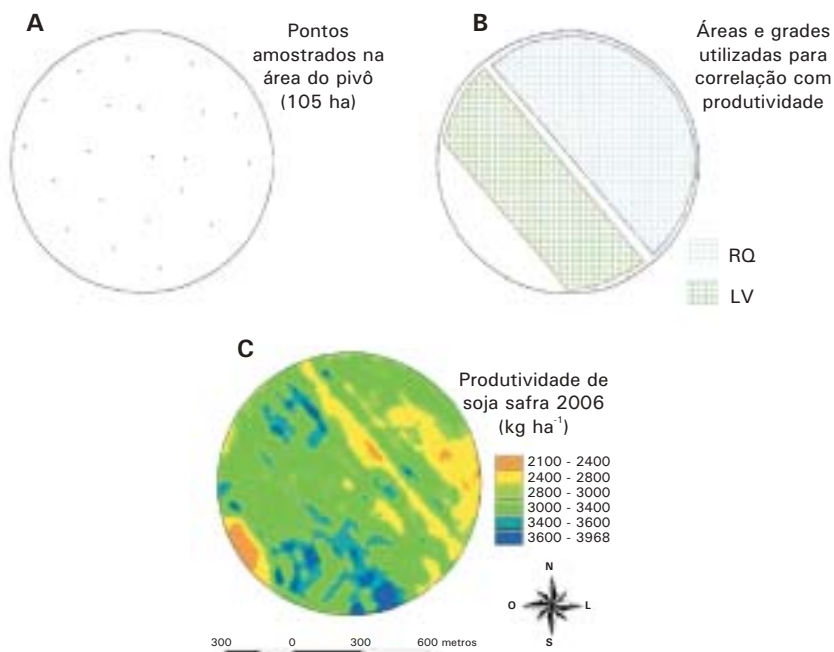 A
Pontos
amostrados na
área do pivô
(105 ha)
B
Áreas e grades
utilizadas para
correlação com
produtividade
RQ
LV
C
Produtividade de
soja safra 2006
(kg ha⁻¹)
2100 - 2400
2400 - 2800
2800 - 3000
3000 - 3400
3400 - 3600
3600 - 3968
N
O
L
S
300 0 300 600 metros